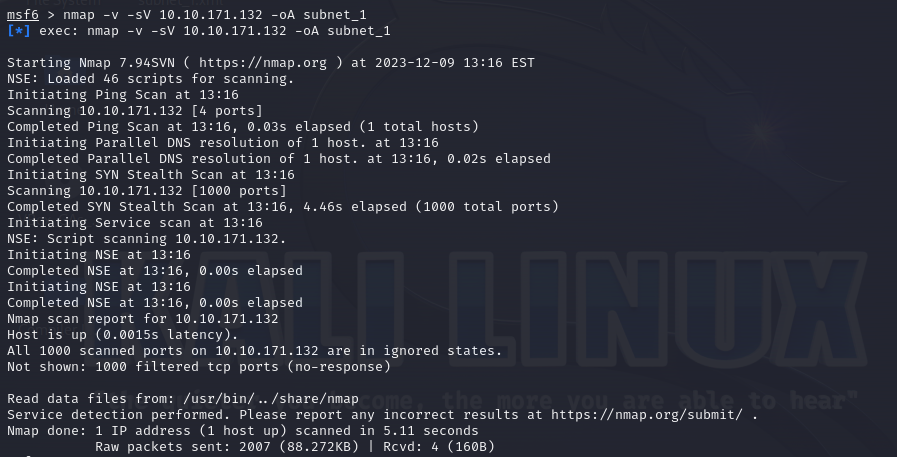 msf6 > nmap -v -sV 10.10.171.132 -oA subnet_1
[*] exec: nmap -v -sV 10.10.171.132 -oA subnet_1
Starting Nmap 7.94SVN ( https://nmap.org ) at 2023-12-09 13:16 EST
NSE: Loaded 46 scripts for scanning.
Initiating Ping Scan at 13:16
Scanning 10.10.171.132 [4 ports]
Completed Ping Scan at 13:16, 0.03s elapsed (1 total hosts)
Initiating Parallel DNS resolution of 1 host. at 13:16
Completed Parallel DNS resolution of 1 host. at 13:16, 0.02s elapsed
Initiating SYN Stealth Scan at 13:16
Scanning 10.10.171.132 [1000 ports]
Completed SYN Stealth Scan at 13:16, 4.46s elapsed (1000 total ports)
Initiating Service scan at 13:16
NSE: Script scanning 10.10.171.132.
Initiating NSE at 13:16
Completed NSE at 13:16, 0.00s elapsed
Initiating NSE at 13:16
Completed NSE at 13:16, 0.00s elapsed
Nmap scan report for 10.10.171.132
Host is up (0.0015s latency).
All 1000 scanned ports on 10.10.171.132 are in ignored states.
Not shown: 1000 filtered tcp ports (no-response)
Read data files from: /usr/bin/../share/nmap
Service detection performed. Please report any incorrect results at https://nmap.org/submit/ .
Nmap done: 1 IP address (1 host up) scanned in 5.11 seconds
Raw packets sent: 2007 (88.272KB) | Rcvd: 4 (160B)
KALI LINUX
the more you are able to hear"